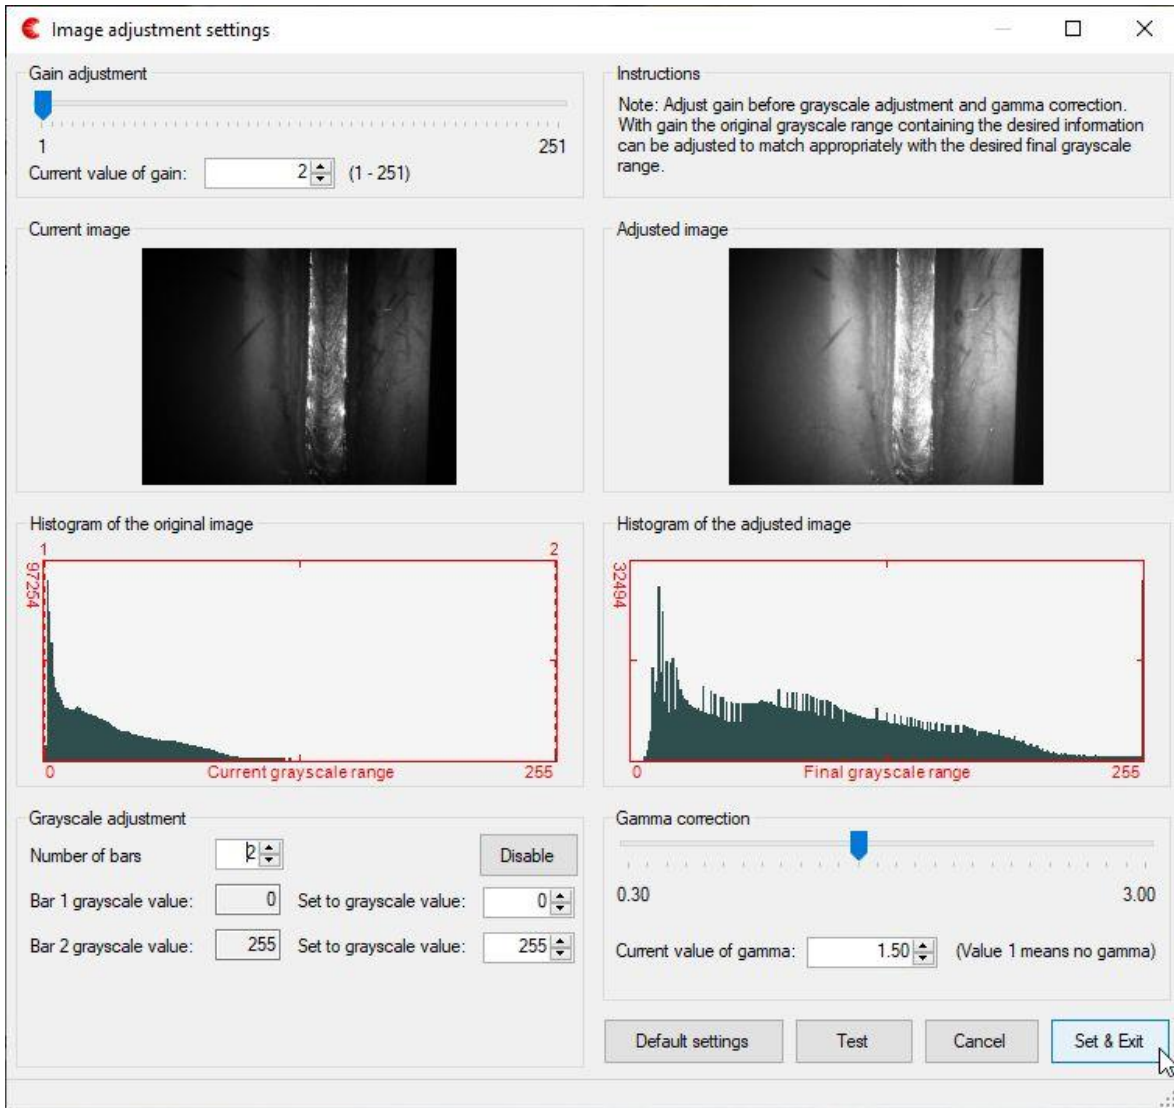 Image adjustment settings
Gain adjustment
1
251
Current value of gain: 2 (1 - 251)
Instructions
Note: Adjust gain before grayscale adjustment and gamma correction.
With gain the original grayscale range containing the desired information
can be adjusted to match appropriately with the desired final grayscale
range.
Current image
Adjusted image
Histogram of the original image
1
2
97254
0
Current grayscale range
255
Histogram of the adjusted image
32494
0
Final grayscale range
255
Grayscale adjustment
Number of bars 2 Disable
Bar 1 grayscale value: 0 Set to grayscale value: 0
Bar 2 grayscale value: 255 Set to grayscale value: 255
Gamma correction
0.30
3.00
Current value of gamma: 1.50 (Value 1 means no gamma)
Default settings
Test
Cancel
Set & Exit